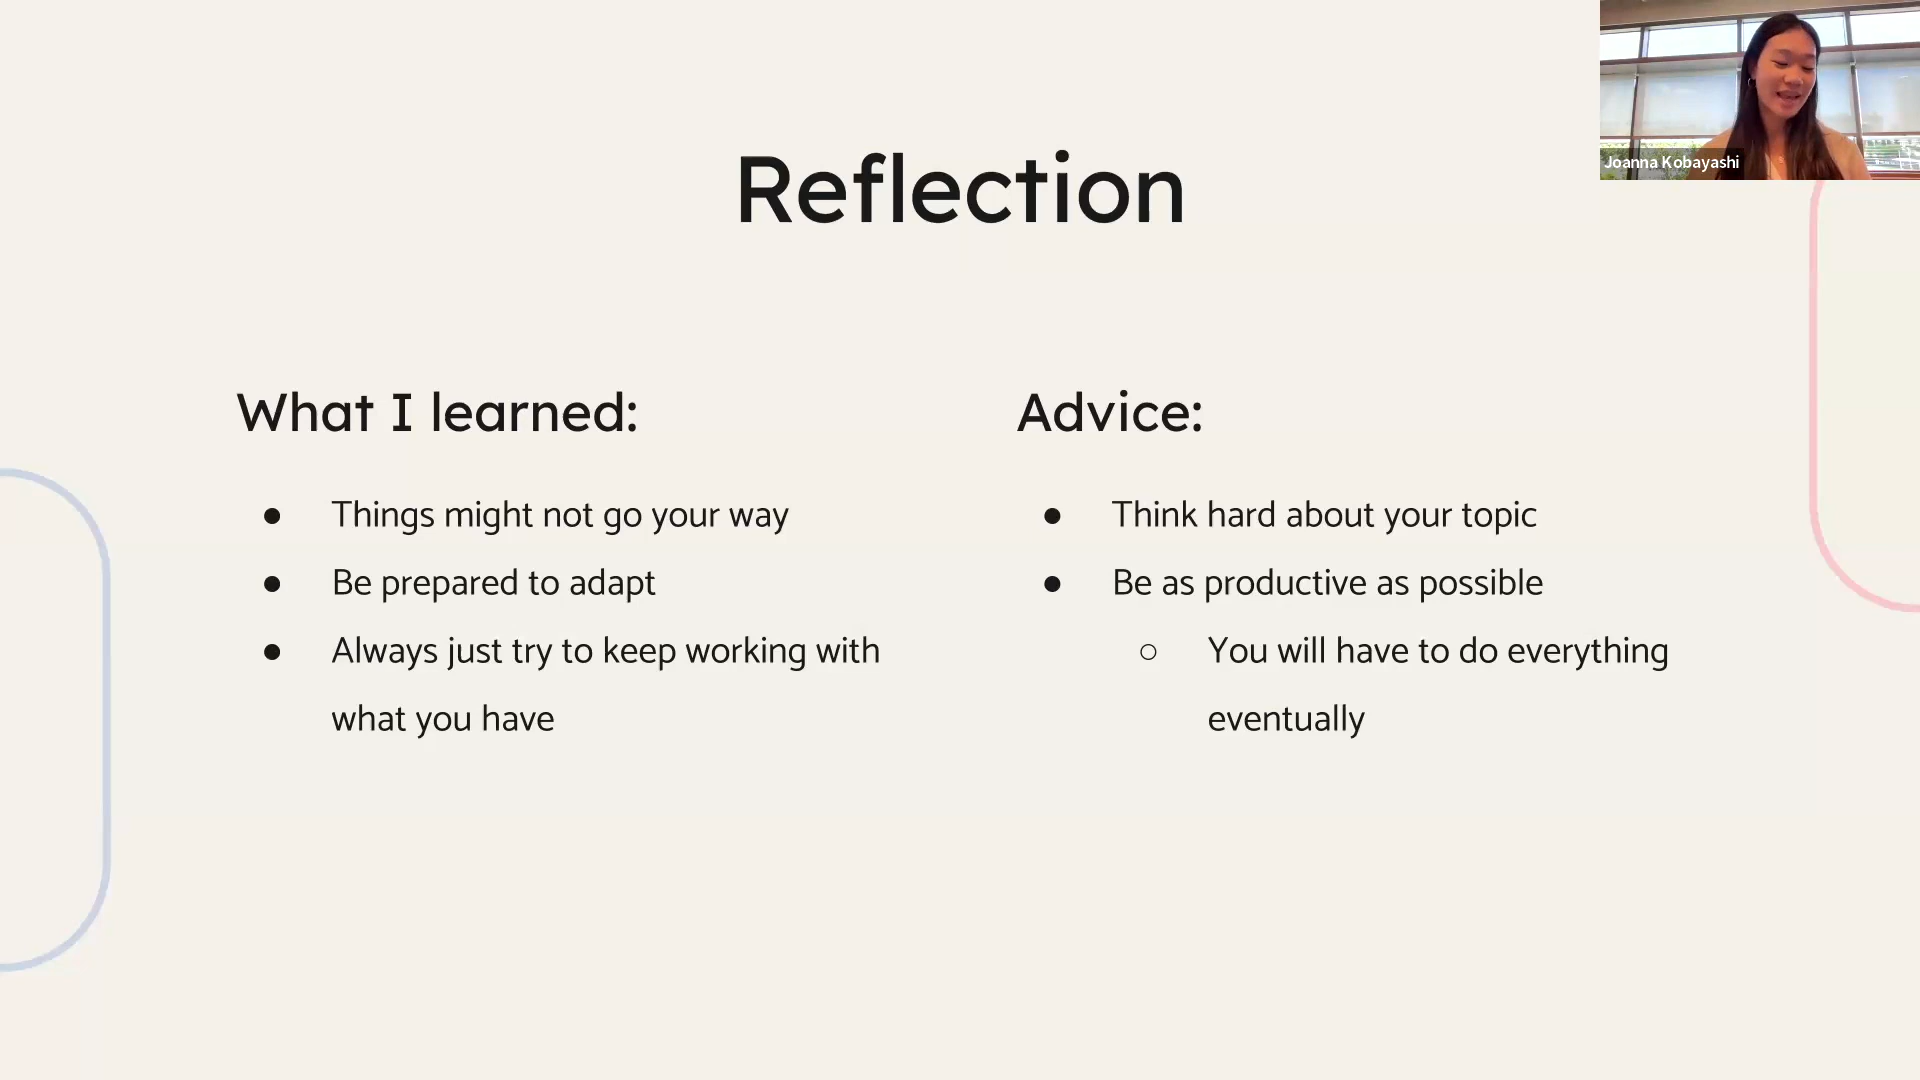 Joanna Kobayashi
Reflection
What I learned:
● Things might not go your way
● Be prepared to adapt
● Always just try to keep working with
what you have
Advice:
● Think hard about your topic
● Be as productive as possible
○ You will have to do everything
eventually